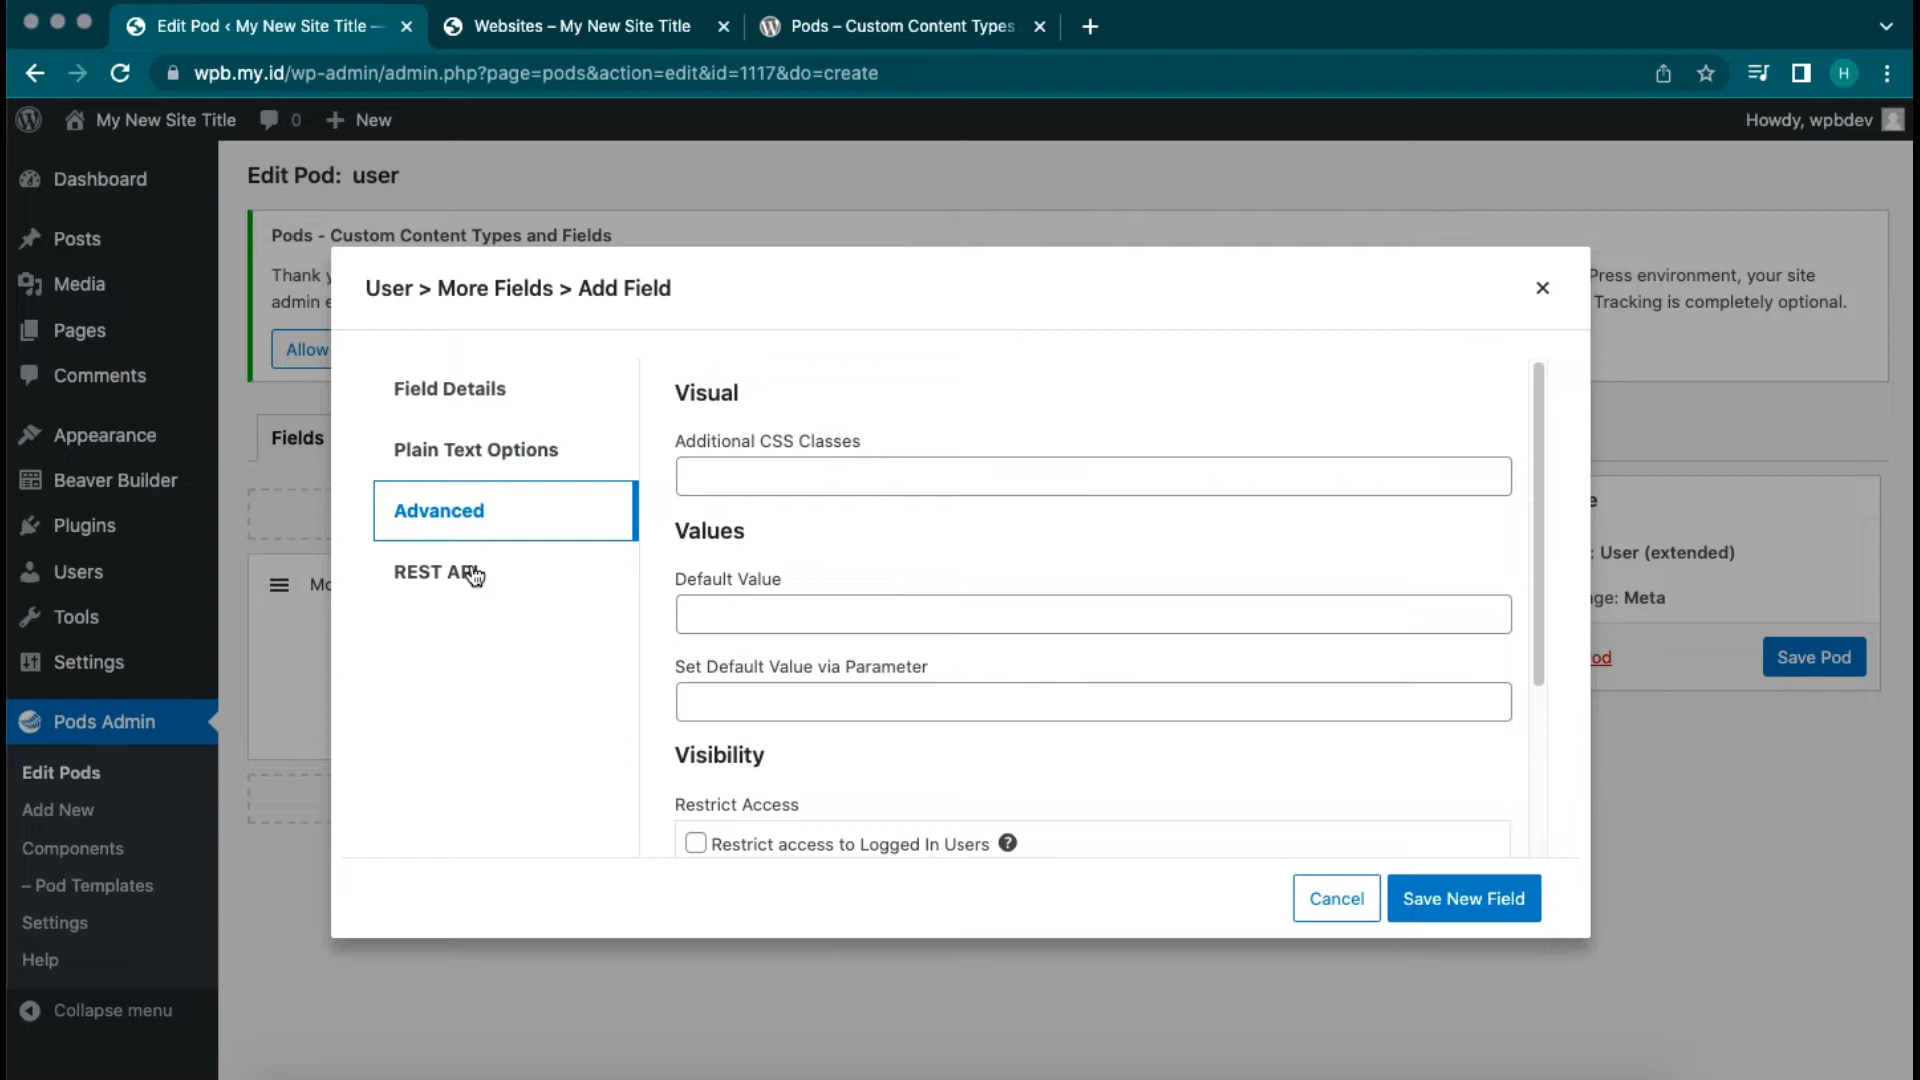 Edit Pod ‹ My New Site Title —
Websites – My New Site Title
Pods – Custom Content Types
wpb.my.id/wp-admin/admin.php?page=pods&action=edit&id=1117&do=create
H
My New Site Title
0
New
Howdy, wpbdev
Dashboard
Posts
Media
Pages
Comments
Appearance
Beaver Builder
Plugins
Users
Tools
Settings
Pods Admin
Edit Pods
Add New
Components
– Pod Templates
Settings
Help
Collapse menu
Edit Pod: user
Pods - Custom Content Types and Fields
Thank y
Press environment, your site
admin e
Tracking is completely optional.
Allow
Fields
Mo
: User (extended)
ge: Meta
od
Save Pod
User > More Fields > Add Field
Field Details
Plain Text Options
Advanced
REST API
Visual
Additional CSS Classes
Values
Default Value
Set Default Value via Parameter
Visibility
Restrict Access
Restrict access to Logged In Users
Cancel
Save New Field